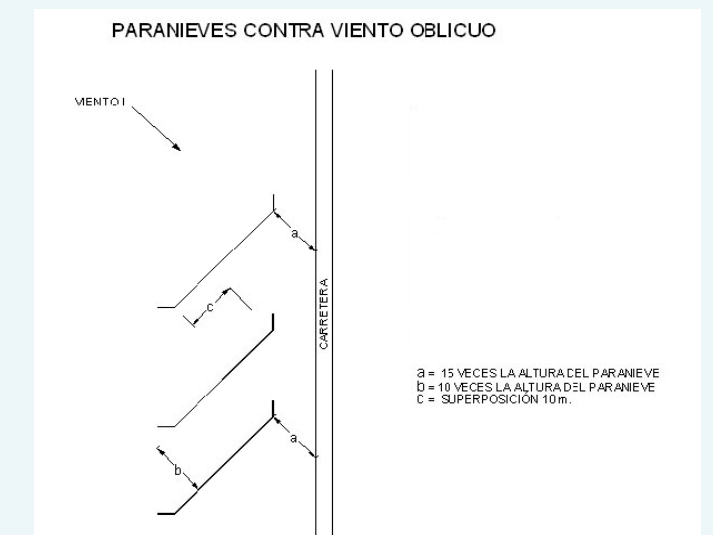 PARANIEVES CONTRA VIENTO OBLICUO
VIENTO
a
c
CARRETERA
a = 15 VECES LA ALTURA DEL PARANIEVE
b = 10 VECES LA ALTURA DEL PARANIEVE
C = SUPERPOSICIÓN 10 m.
a
b